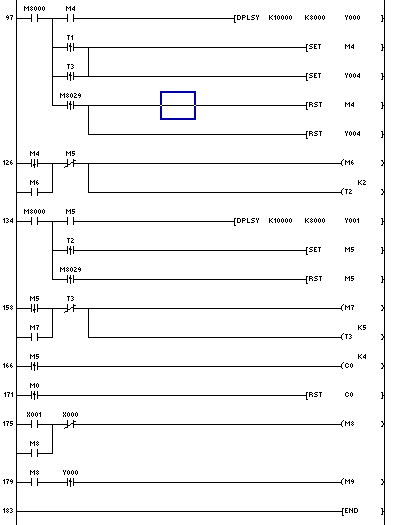 M8000 M4
97 [DPLSY K10000 K8000 Y000 ]
T1
[SET M4 ]
T3
[SET Y004 ]
M8029
[RST M4 ]
[RST Y004 ]
M4 M5
126 (M6 )
M6 K2
(T2 )
M8000 M5
134 [DPLSY K10000 K8000 Y001 ]
T2
[SET M5 ]
M8029
[RST M5 ]
M5 T3
158 (M7 )
M7 K5
(T3 )
M5 K4
166 (C0 )
M0
171 [RST C0 ]
X001 X000
175 (M8 )
M8
M8 Y000
179 (M9 )
183 [END ]